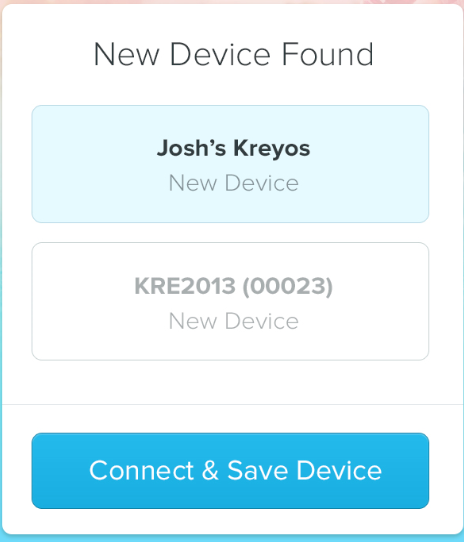 New Device Found
Josh’s Kreyos
New Device
KRE2013 (00023)
New Device
Connect & Save Device